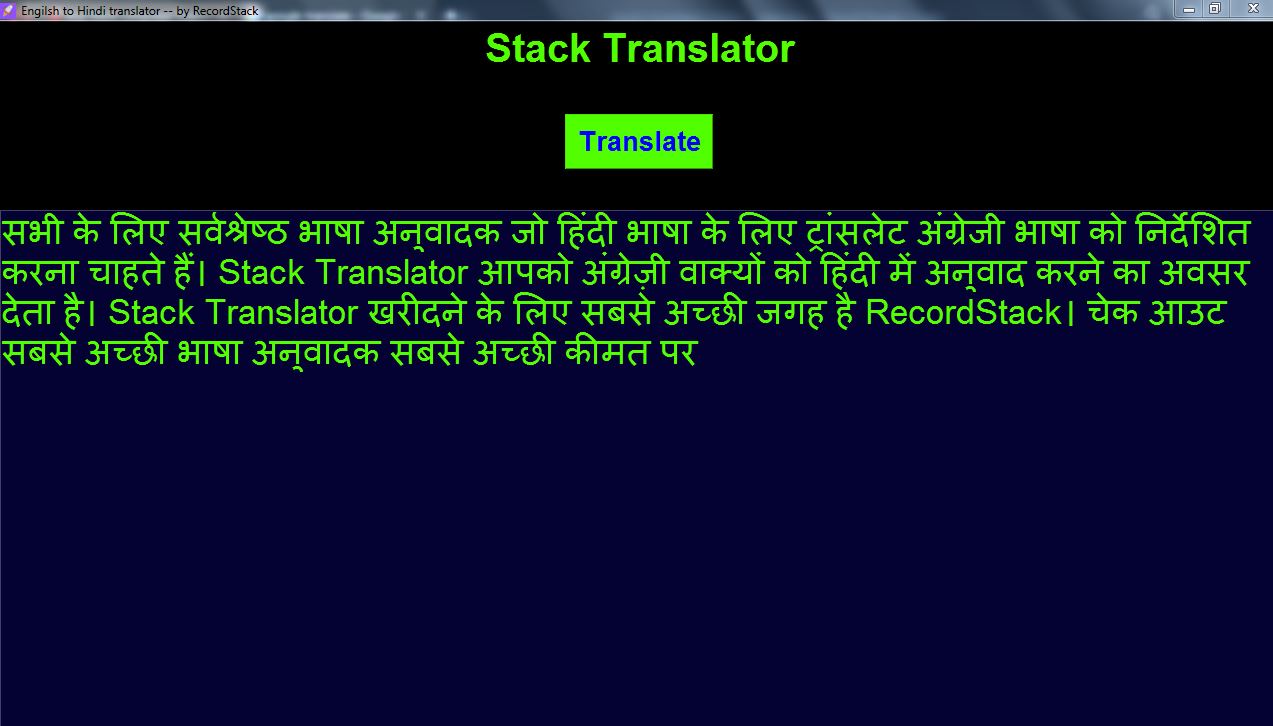 Engilsh to Hindi translator -- by RecordStack
Stack Translator
Translate
सभी के लिए सर्वश्रेष्ठ भाषा अनुवादक जो हिंदी भाषा के लिए ट्रांसलेट अंग्रेजी भाषा को निर्देशित
करना चाहते हैं। Stack Translator आपको अंग्रेज़ी वाक्यों को हिंदी में अनुवाद करने का अवसर
देता है। Stack Translator खरीदने के लिए सबसे अच्छी जगह है RecordStack। चेक आउट
सबसे अच्छी भाषा अनुवादक सबसे अच्छी कीमत पर